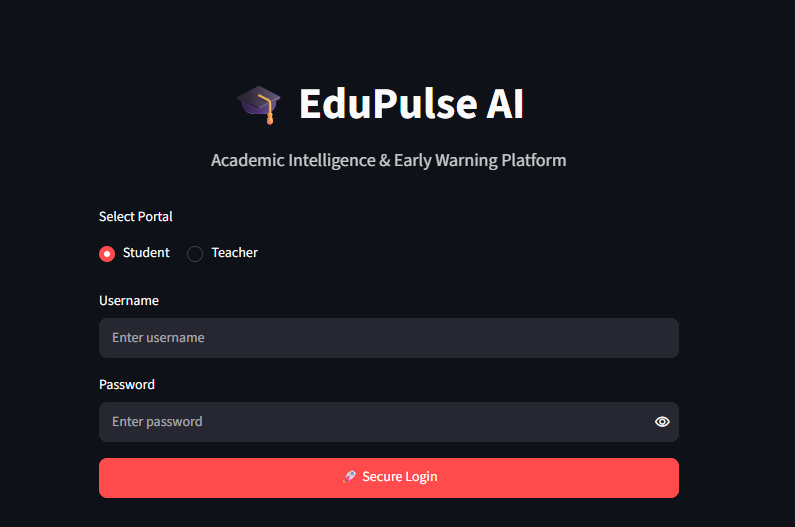 EduPulse AI
Academic Intelligence & Early Warning Platform
Select Portal
Student Teacher
Username
Enter username
Password
Enter password
Secure Login